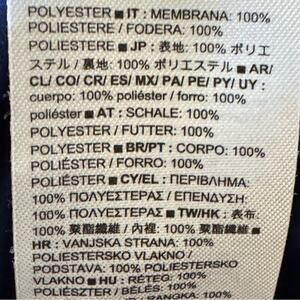 POLYESTER ■ IT : MEMBRANA: 100%
POLIESTERE / FODERA: 100%
POLIESTERE ■ JP : 表地: 100% ポリエ
ステル / 裏地: 100% ポリエステル ■ AR/
CL/ CO/ CR/ ES/ MX/ PA/ PE/ PY/ UY :
cuerpo: 100% poliéster / forro: 100%
poliéster ■ AT : SCHALE: 100%
POLYESTER / FUTTER: 100%
POLYESTER ■ BR/PT : CORPO: 100%
POLIÉSTER / FORRO: 100%
POLIÉSTER ■ CY/EL : ΠΕΡΙΒΛΗΜΑ:
100% ΠΟΛΥΕΣΤΕΡΑΣ / ΕΠΕΝΔΥΣΗ:
100% ΠΟΛΥΕΣΤΕΡΑΣ ■ TW/HK : 表布:
100% 聚酯纖維 / 內裡: 100% 聚酯纖維 ■
HR : VANJSKA STRANA: 100%
POLIESTERSKO VLAKNO /
PODSTAVA: 100% POLIESTERSKO
VLAKNO ■ HU : RÉTEG: 100%
POLIÉSZTER / BÉLÉS: 100%
RANGKA: 100%